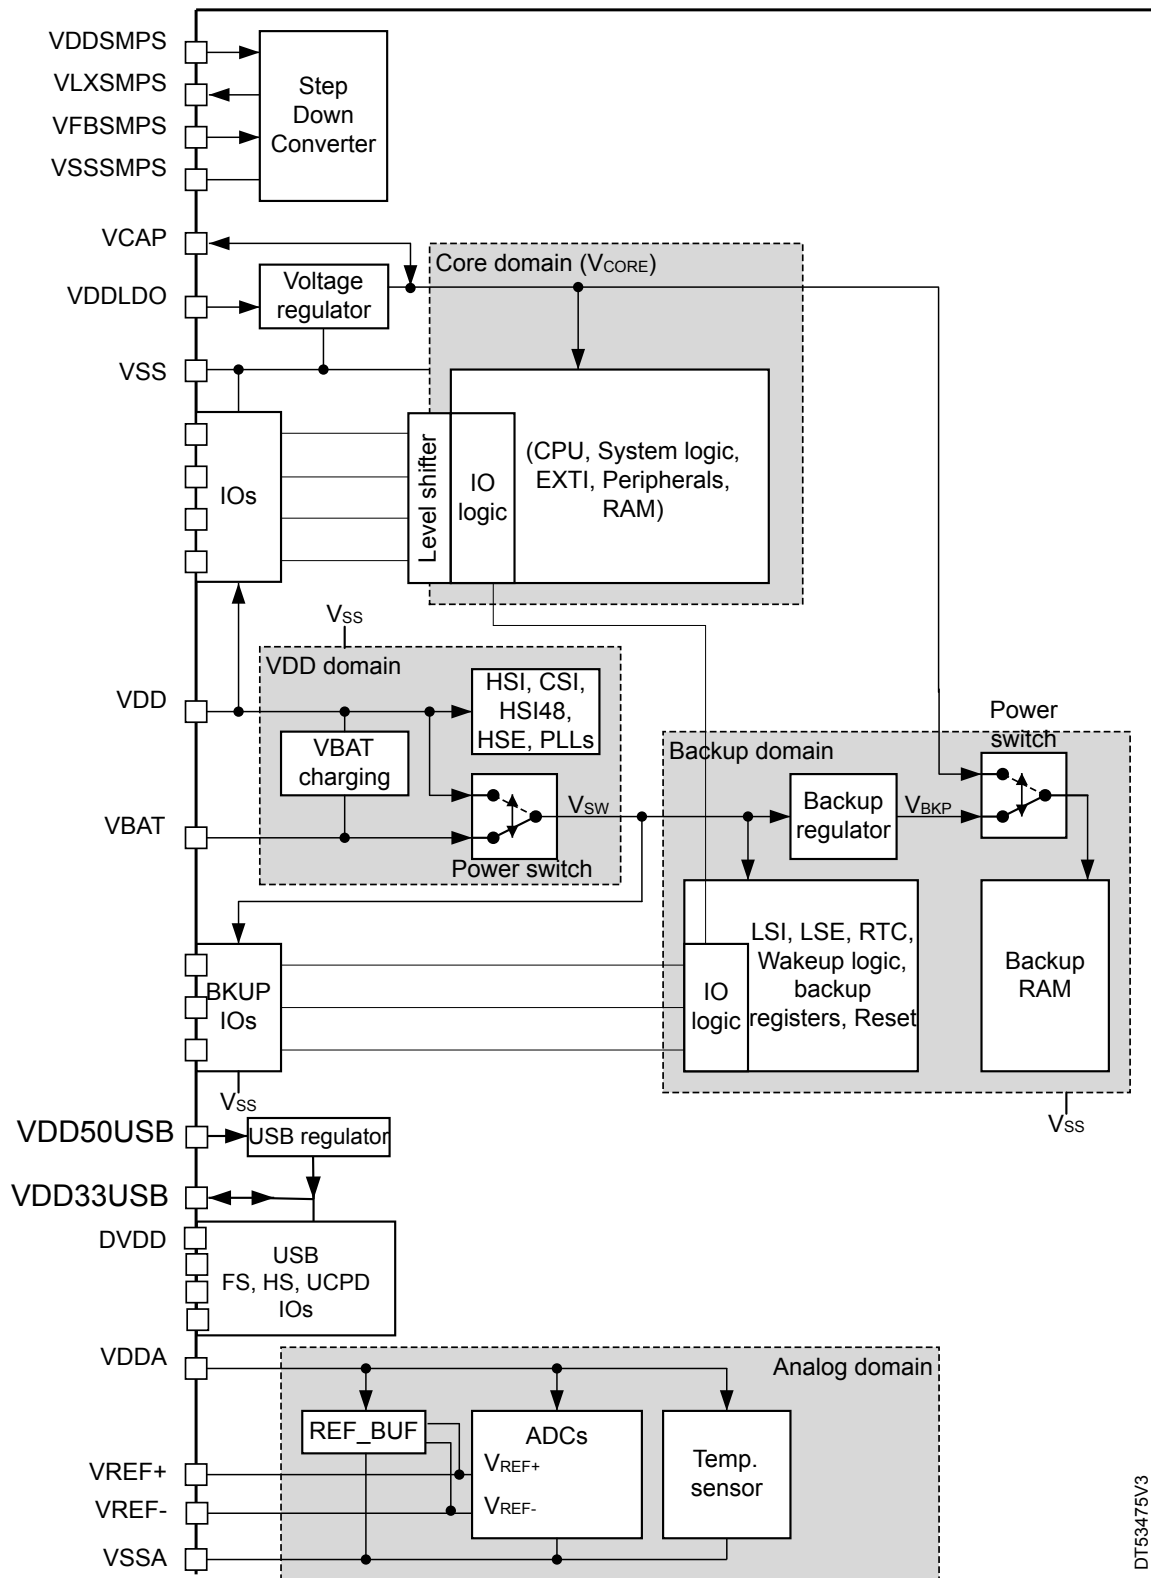 VDDSMPS
VLXSMPS
VFBSMPS
VSSSMPS
Step
Down
Converter
VCAP
VDDLDO
VSS
Voltage
regulator
Core domain (VCORE)
IOs
Level shifter
IO
logic
(CPU, System logic,
EXTI, Peripherals,
RAM)
VSS
VDD domain
VDD
HSI, CSI,
HSI48,
HSE, PLLs
VBAT
charging
VBAT
VSW
Power switch
Backup domain
Power
switch
Backup
regulator
VBKP
LSI, LSE, RTC,
Wakeup logic,
backup
registers, Reset
IO
logic
Backup
RAM
BKUP
IOs
VSS
VSS
VDD50USB
USB regulator
VDD33USB
DVDD
USB
FS, HS, UCPD
IOs
VDDA
Analog domain
REF_BUF
ADCs
VREF+
VREF-
Temp.
sensor
VREF+
VREF-
VSSA
DT53475V3